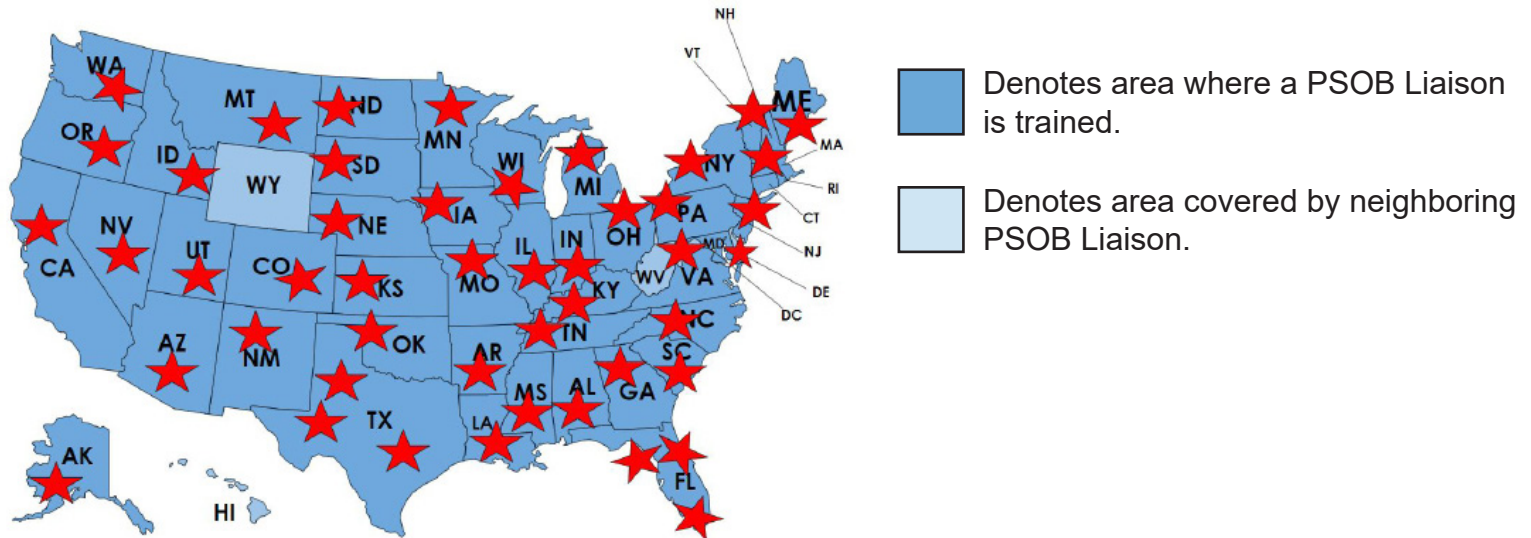 NH
VT
WA
MT
ND
MN
ME
OR
ID
SD
WI
MI
NY
MA
WY
RI
NE
IA
PA
CT
NV
UT
CO
IL
IN
OH
MD
NJ
CA
KS
MO
WV
VA
KY
DE
DC
AZ
NM
OK
AR
TN
NC
SC
TX
LA
MS
AL
GA
AK
HI
FL
Denotes area where a PSOB Liaison
is trained.
Denotes area covered by neighboring
PSOB Liaison.